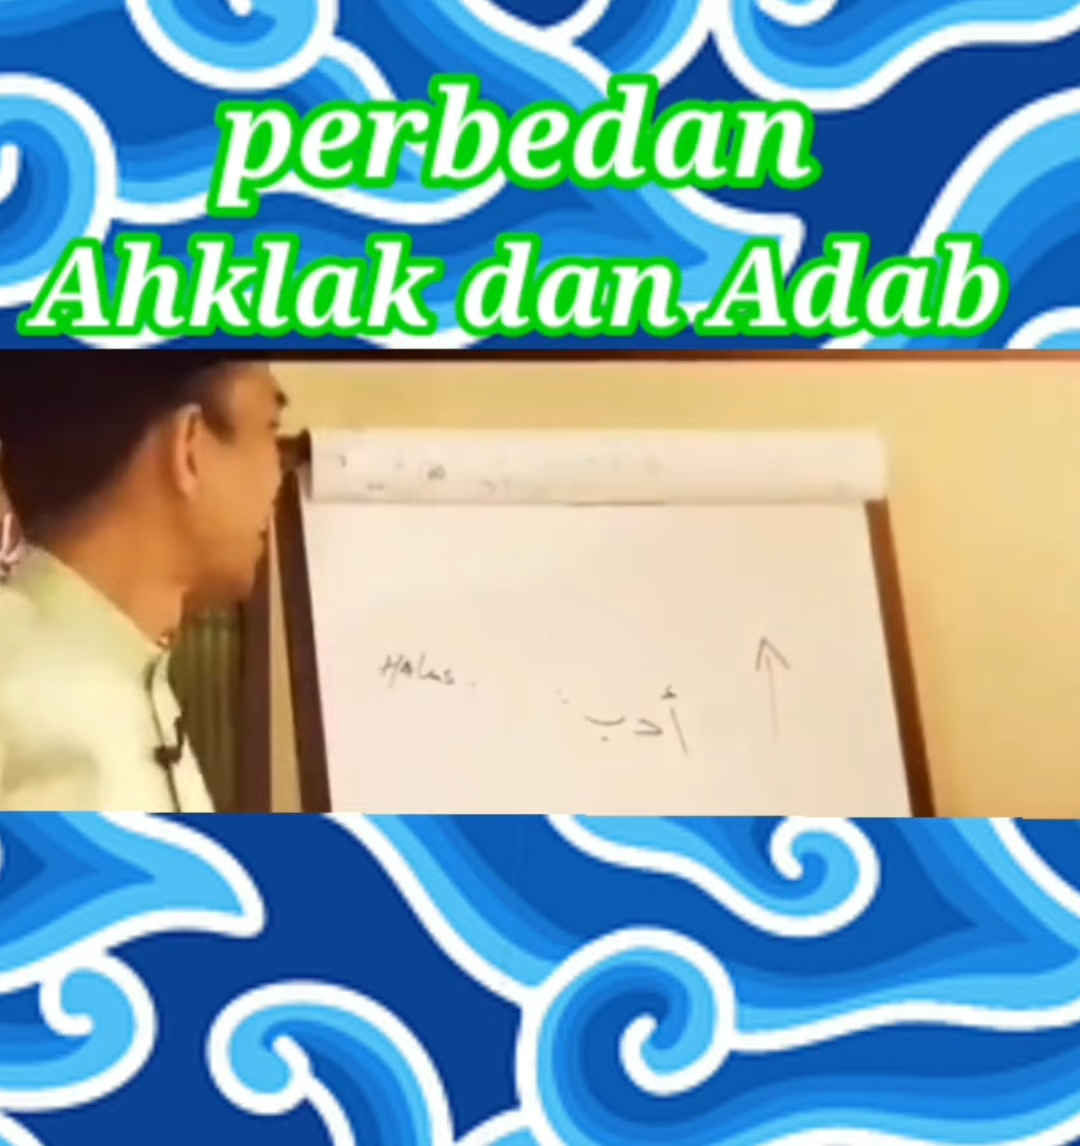 perbedan
Ahklak dan Adab
Halus.
أدب